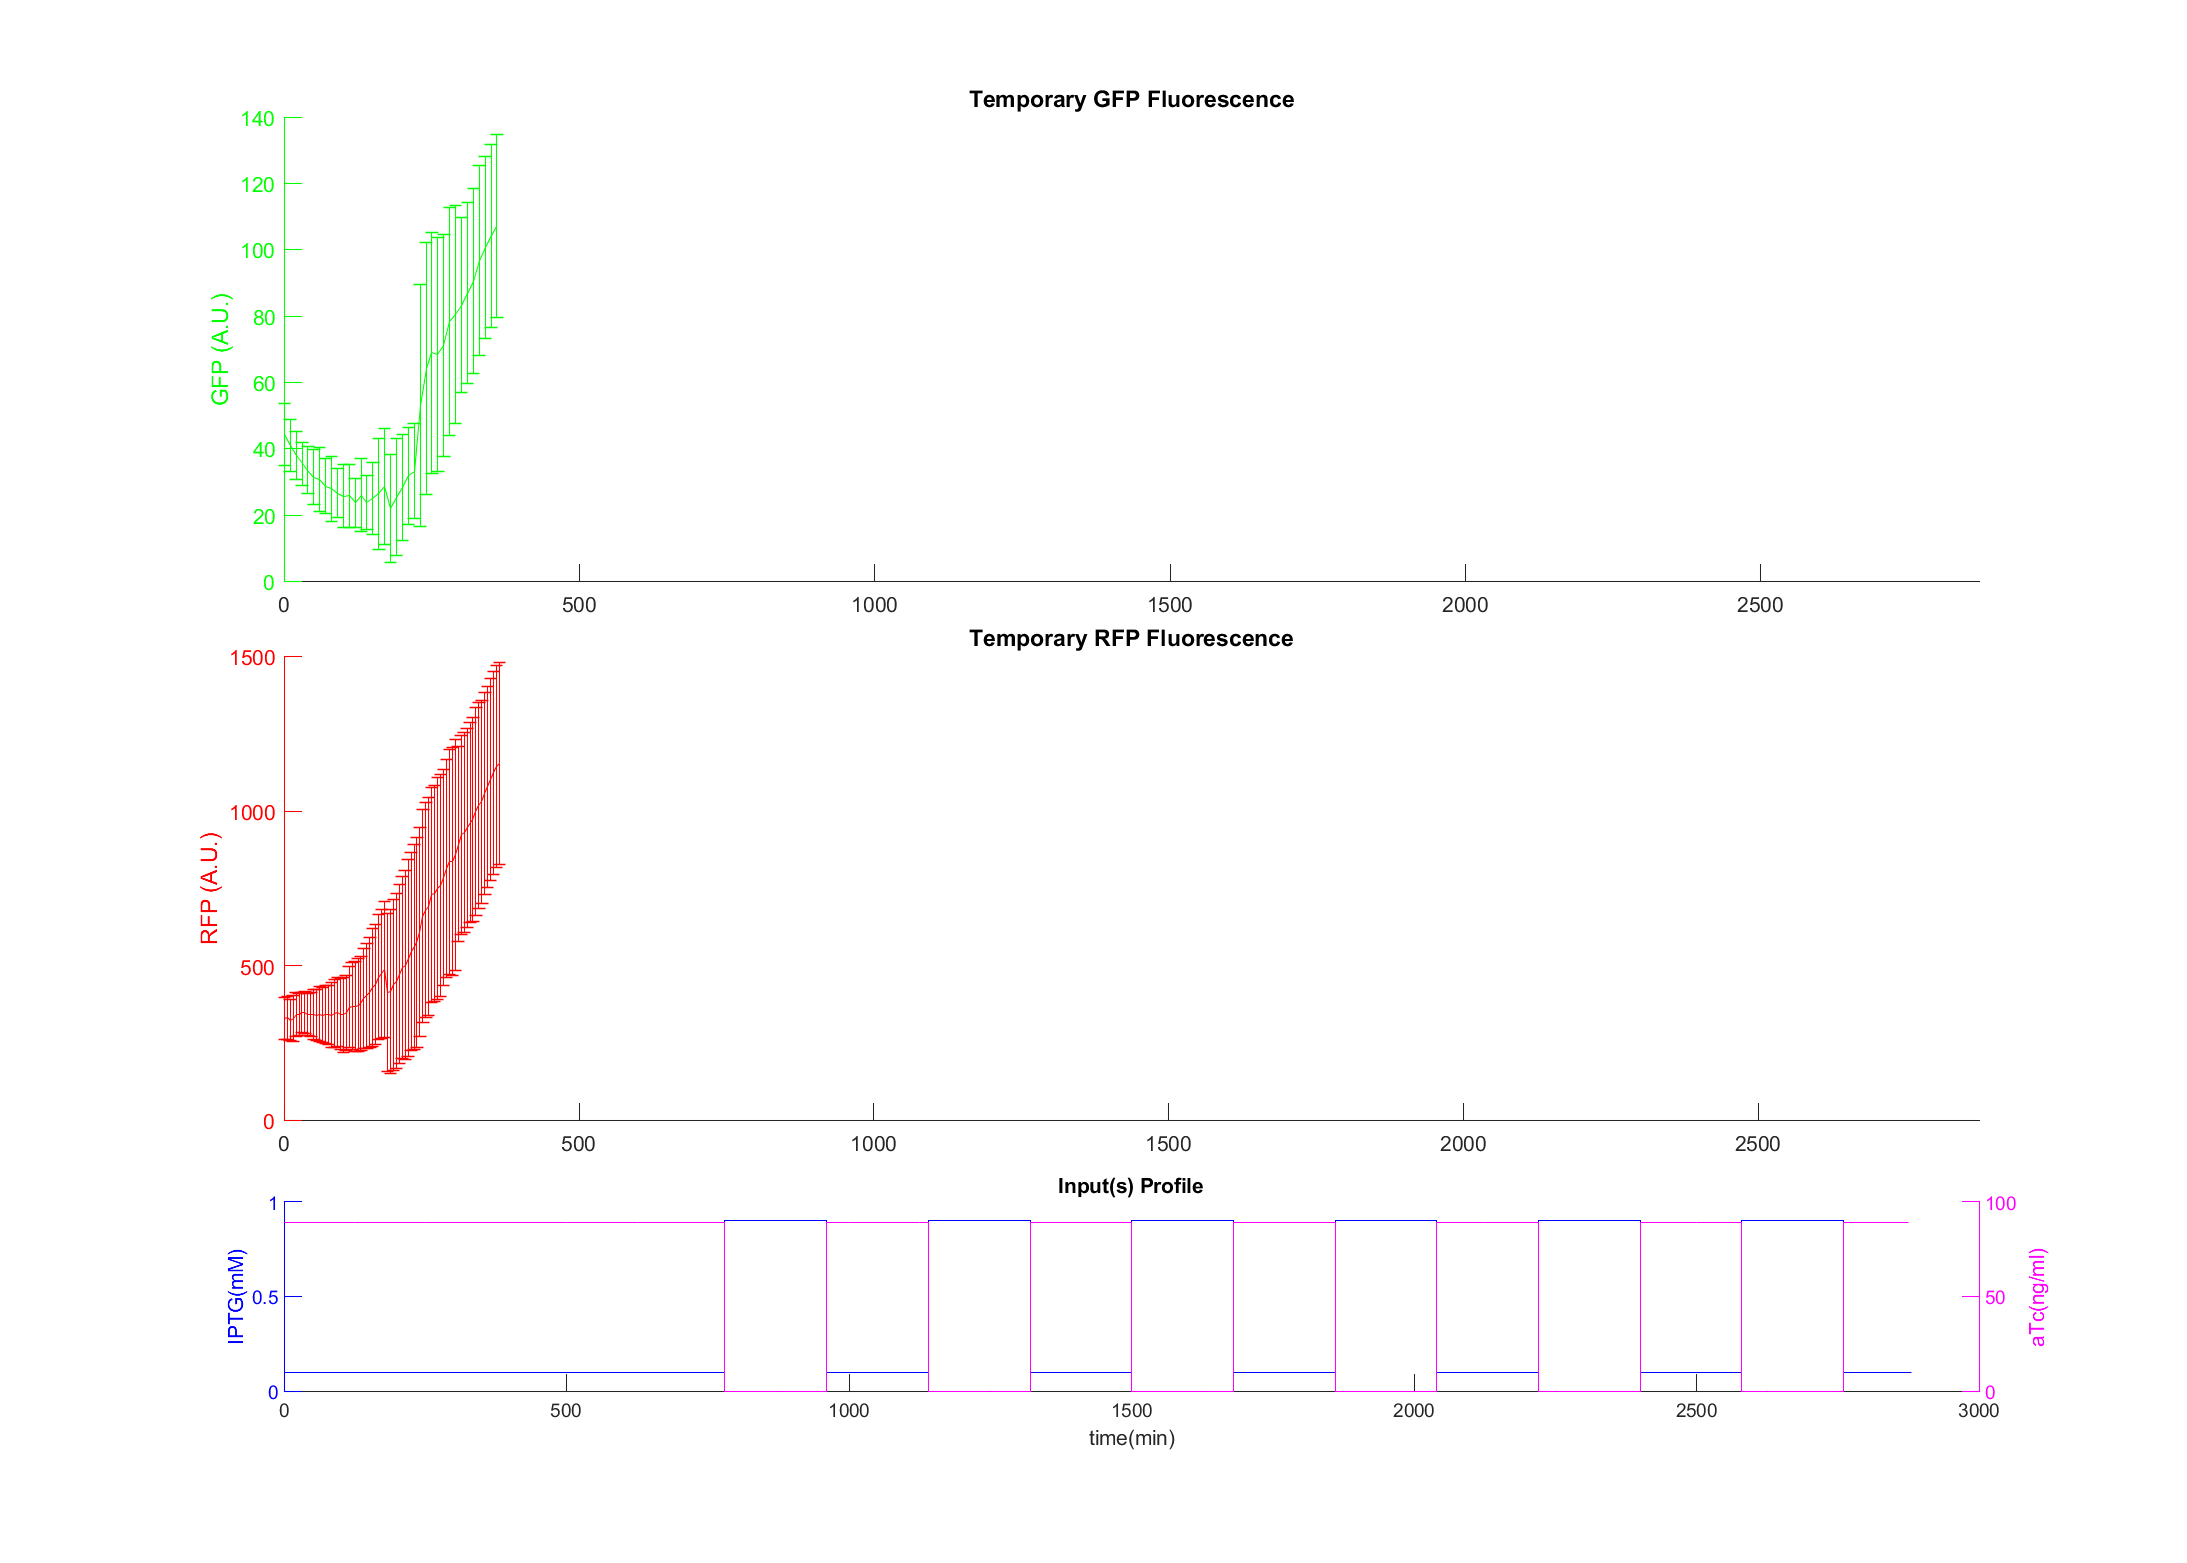 Temporary GFP Fluorescence
140
120
100
80
60
40
20
0
GFP (A.U.)
0 500 1000 1500 2000 2500
Temporary RFP Fluorescence
1500
1000
500
0
RFP (A.U.)
0 500 1000 1500 2000 2500
Input(s) Profile
1
0.5
0
IPTG(mM)
100
50
0
aTc(ng/ml)
0 500 1000 1500 2000 2500 3000
time(min)